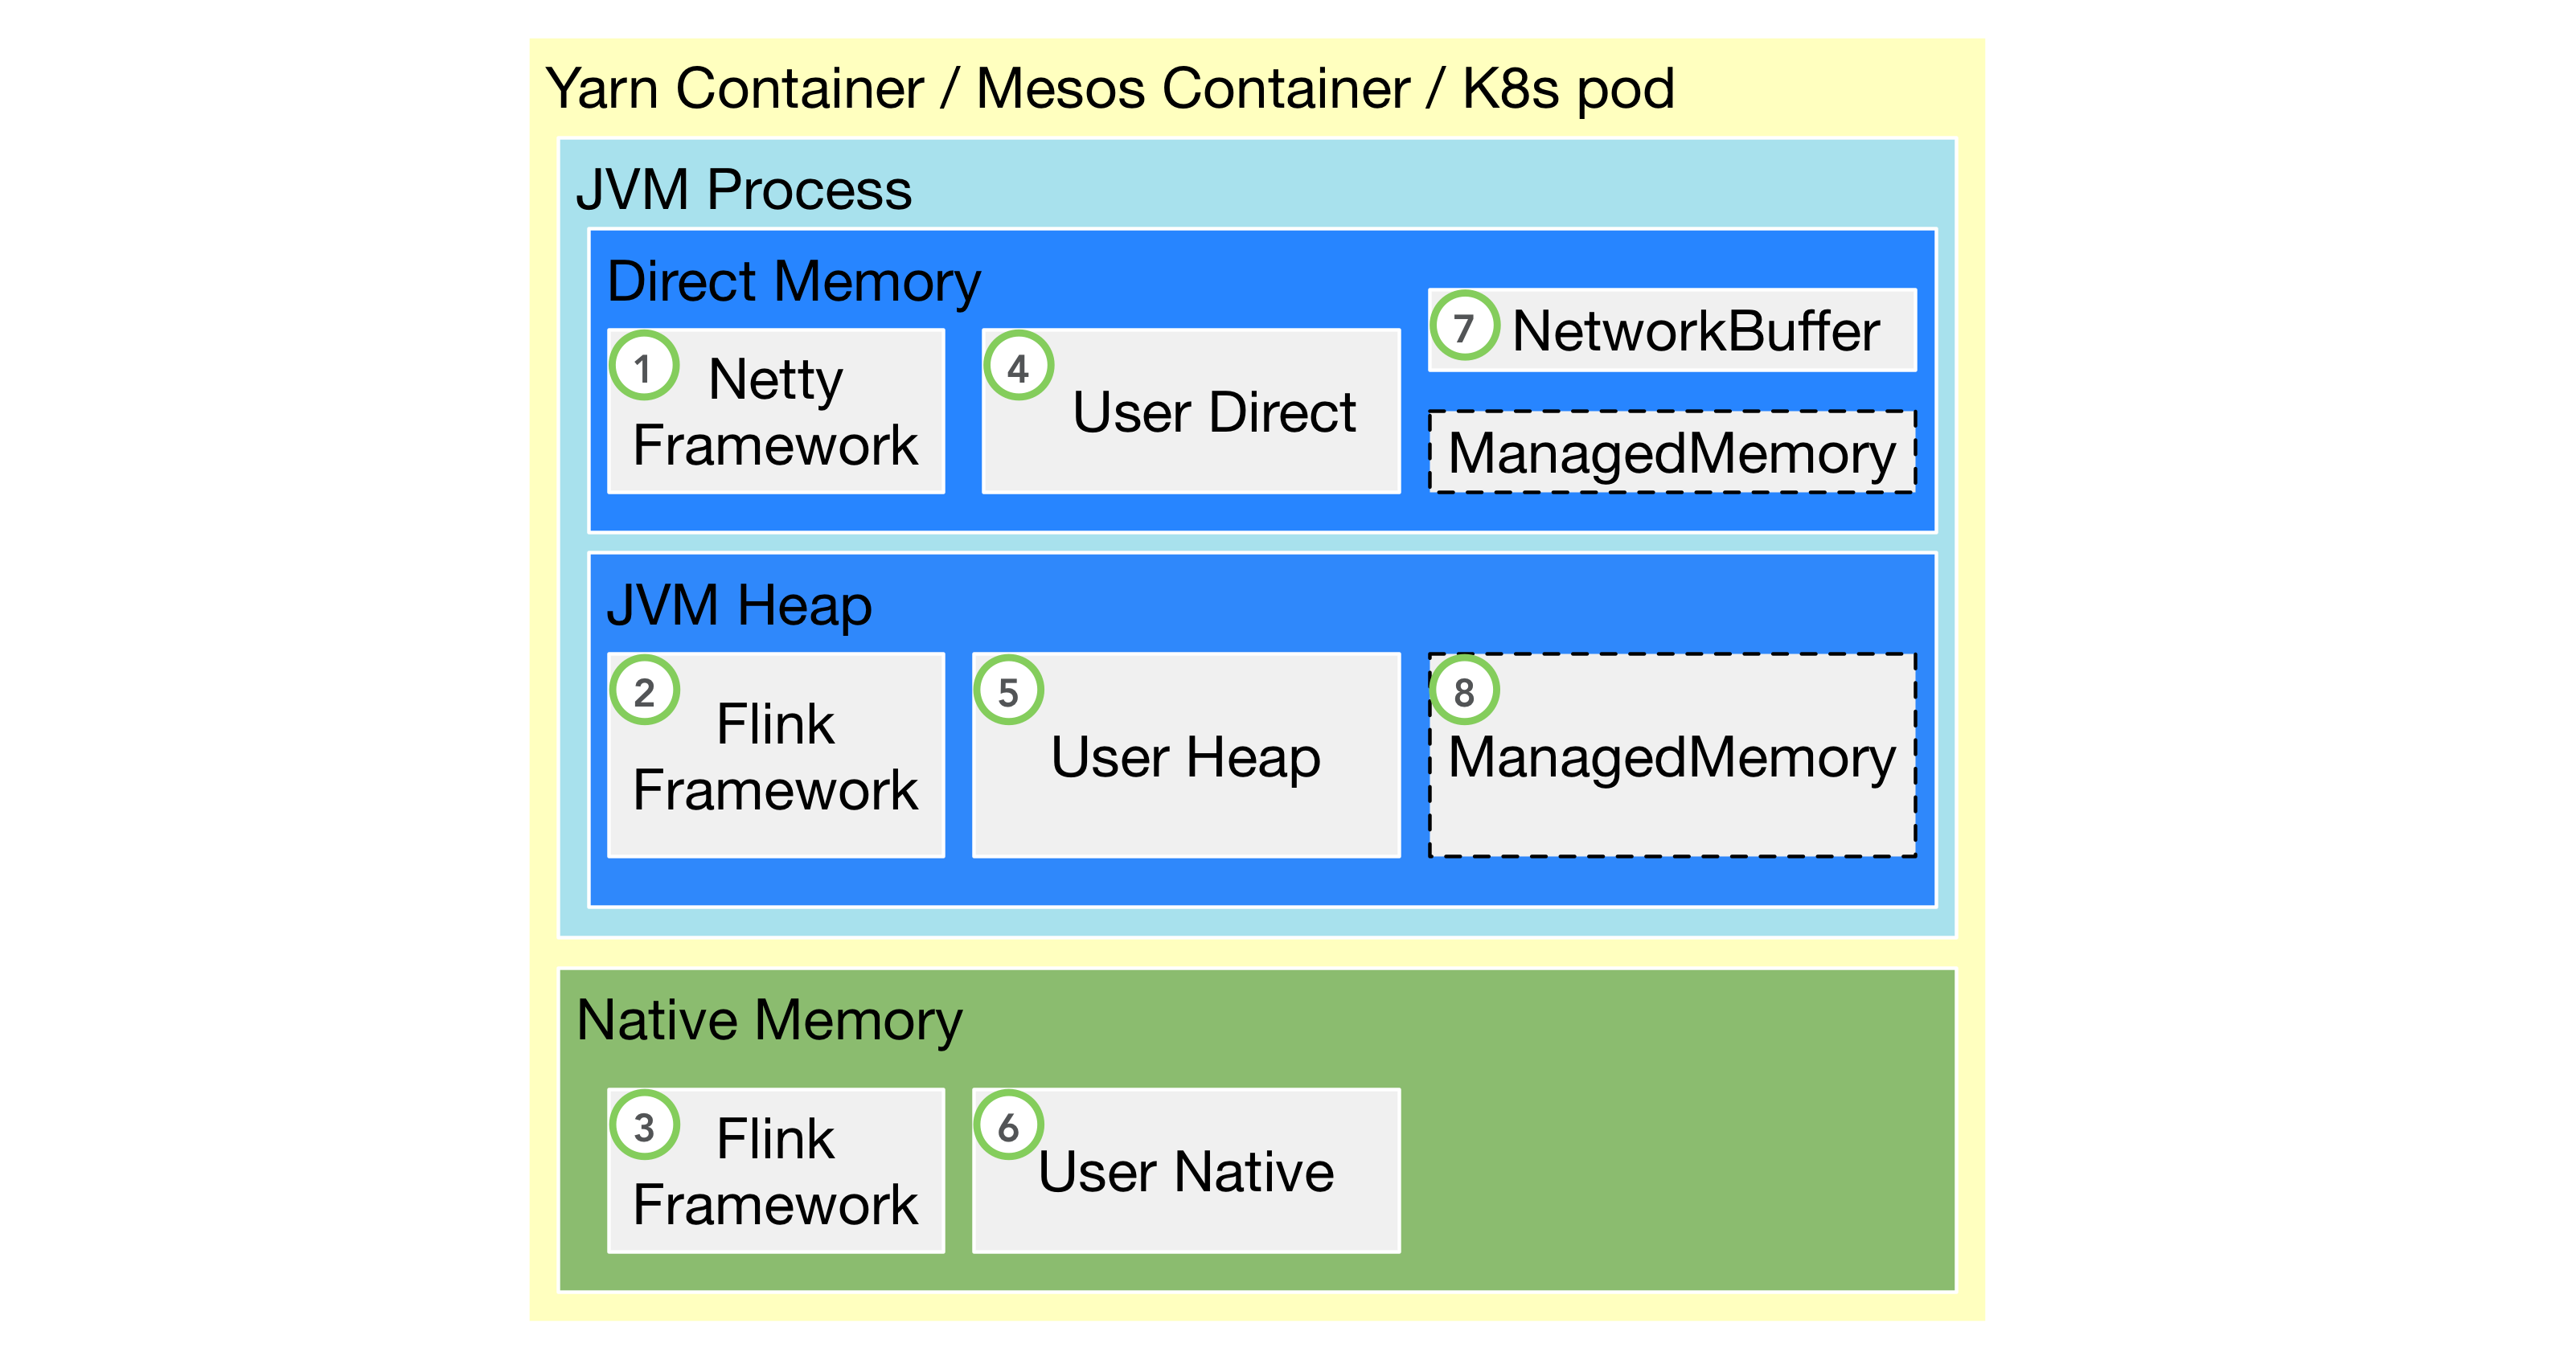 Yarn Container / Mesos Container / K8s pod
JVM Process
Direct Memory
1
Netty
Framework
4
User Direct
7
NetworkBuffer
ManagedMemory
JVM Heap
2
Flink
Framework
5
User Heap
8
ManagedMemory
Native Memory
3
Flink
Framework
6
User Native